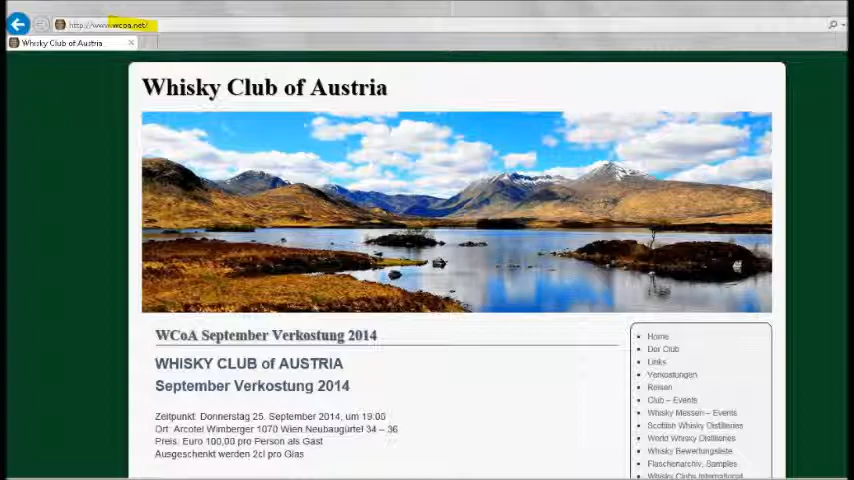 http://www.wcoa.net/
Whisky Club of Austria
Whisky Club of Austria
WCoA September Verkostung 2014
WHISKY CLUB of AUSTRIA
September Verkostung 2014
Zeitpunkt: Donnerstag 25. September 2014, um 19:00
Ort: Arcotel Wimberger 1070 Wien Neubaugürtel 34 – 36
Preis: Euro 100,00 pro Person als Gast
Ausgeschenkt werden 2cl pro Glas
Home
Der Club
Links
Verkostungen
Reisen
Club – Events
Whisky Messen – Events
Scottish Whisky Distilleries
World Whisky Distilleries
Whisky Bewertungsliste
Flaschenarchiv, Samples
Whisky Clubs International